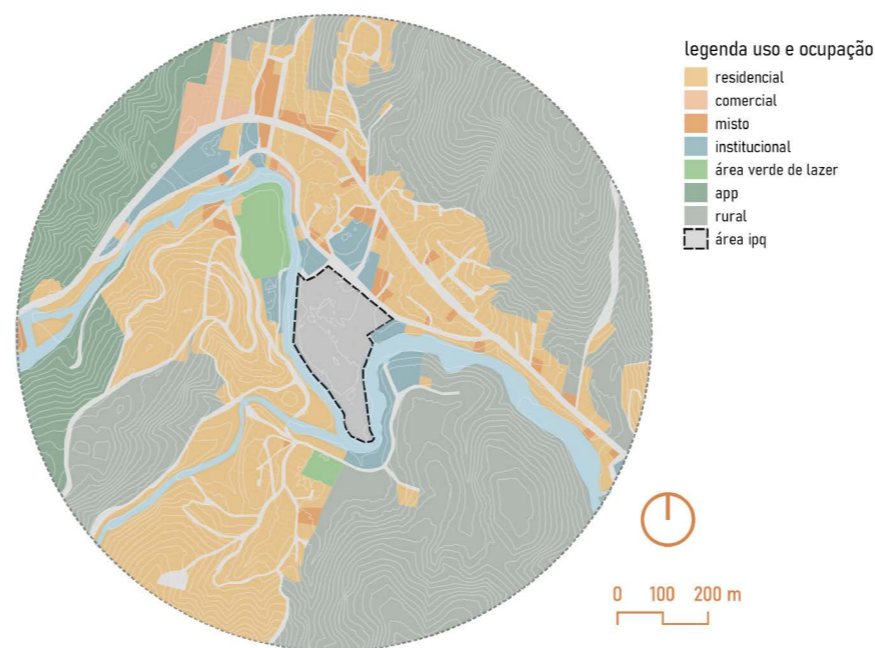 legenda uso e ocupação
residencial
comercial
misto
institucional
área verde de lazer
app
rural
área ipq
0 100 200 m